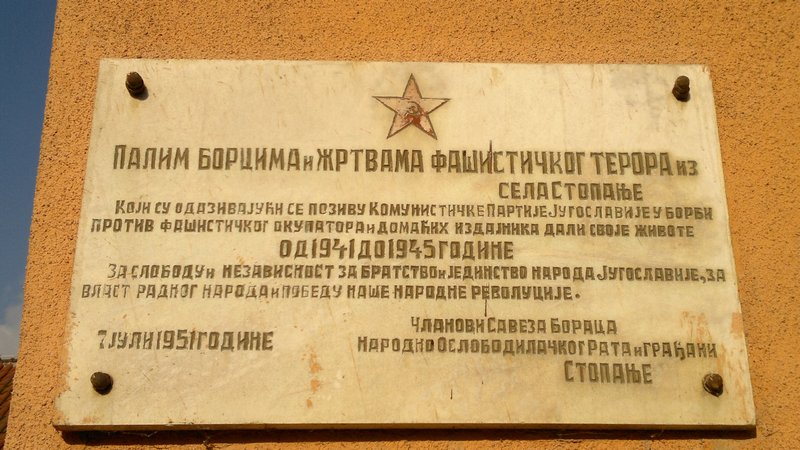 ПАЛИМ БОРЦИМА И ЖРТВАМА ФАШИСТИЧКОГ ТЕРОРА ИЗ
СЕЛА СТОПАЊЕ
КОЈИ СУ ОДАЗИВАЈУЋИ СЕ ПОЗИВУ КОМУНИСТИЧКЕ ПАРТИЈЕ ЈУГОСЛАВИЈЕ У БОРБИ
ПРОТИВ ФАШИСТИЧКОГ ОКУПАТОРА И ДОМАЋИХ ИЗДАЈНИКА ДАЛИ СВОЈЕ ЖИВОТЕ
ОД 1941 ДО 1945 ГОДИНЕ
ЗА СЛОБОДУ И НЕЗАВИСНОСТ ЗА БРАТСТВО И ЈЕДИНСТВО НАРОДА ЈУГОСЛАВИЈЕ, ЗА
ВЛАСТ РАДНОГ НАРОДА И ПОБЕДУ НАШЕ НАРОДНЕ РЕВОЛУЦИЈЕ.
7 ЈУЛИ 1951 ГОДИНЕ
ЧЛАНОВИ САВЕЗА БОРАЦА
НАРОДНО ОСЛОБОДИЛАЧКОГ РАТА И ГРАЂАНИ
СТОПАЊЕ